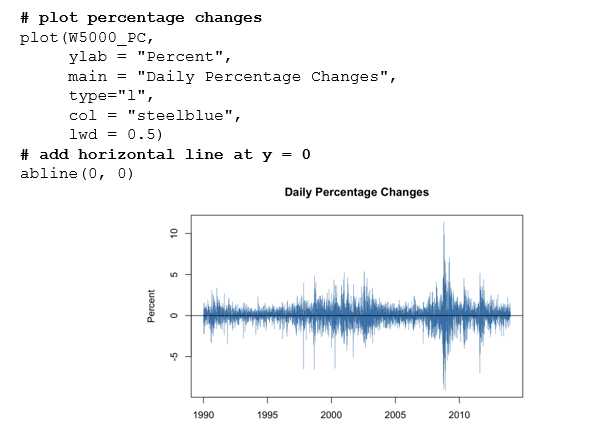 # plot percentage changes
plot(W5000_PC,
ylab = "Percent",
main = "Daily Percentage Changes",
type="l",
col = "steelblue",
lwd = 0.5)
# add horizontal line at y = 0
abline(0, 0)
Daily Percentage Changes
10
5
0
-5
Percent
1990 1995 2000 2005 2010